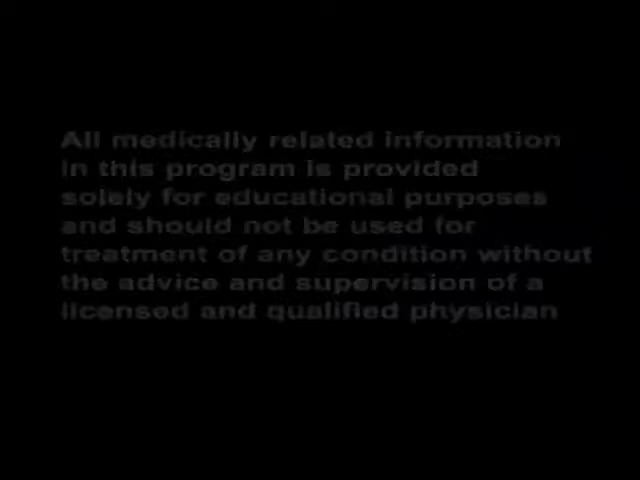 All medically related information
in this program is provided
solely for educational purposes
and should not be used for
treatment of any condition without
the advice and supervision of a
licensed and qualified physician